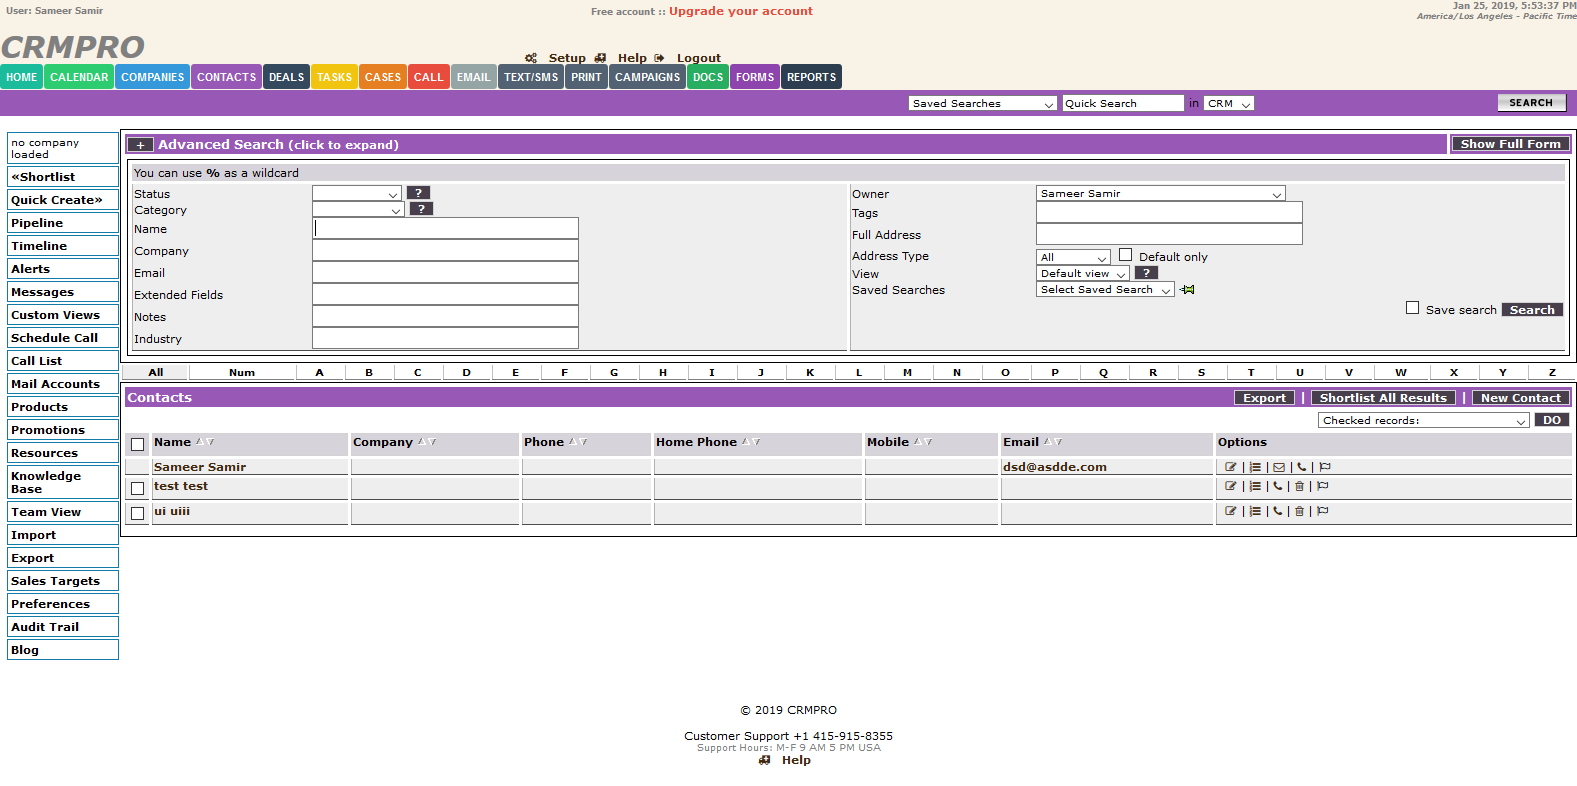 User: Sameer Samir
Free account :: Upgrade your account
Jan 25, 2019, 5:53:37 PM
America/Los Angeles - Pacific Time
CRMPRO
Setup Help Logout
HOME CALENDAR COMPANIES CONTACTS DEALS TASKS CASES CALL EMAIL TEXT/SMS PRINT CAMPAIGNS DOCS FORMS REPORTS
Saved Searches Quick Search in CRM SEARCH
no company
loaded
«Shortlist
Quick Create»
Pipeline
Timeline
Alerts
Messages
Custom Views
Schedule Call
Call List
Mail Accounts
Products
Promotions
Resources
Knowledge
Base
Team View
Import
Export
Sales Targets
Preferences
Audit Trail
Blog
+ Advanced Search (click to expand) Show Full Form
You can use % as a wildcard
Status ?
Category ?
Name
Company
Email
Extended Fields
Notes
Industry
Owner Sameer Samir
Tags
Full Address
Address Type All Default only
View Default view ?
Saved Searches Select Saved Search
Save search Search
All Num A B C D E F G H I J K L M N O P Q R S T U V W X Y Z
Contacts Export | Shortlist All Results | New Contact
Checked records: DO
Name Company Phone Home Phone Mobile Email Options
Sameer Samir dsd@asdde.com | | | |
test test | | | |
ui uiii | | | |
© 2019 CRMPRO
Customer Support +1 415-915-8355
Support Hours: M-F 9 AM 5 PM USA
Help